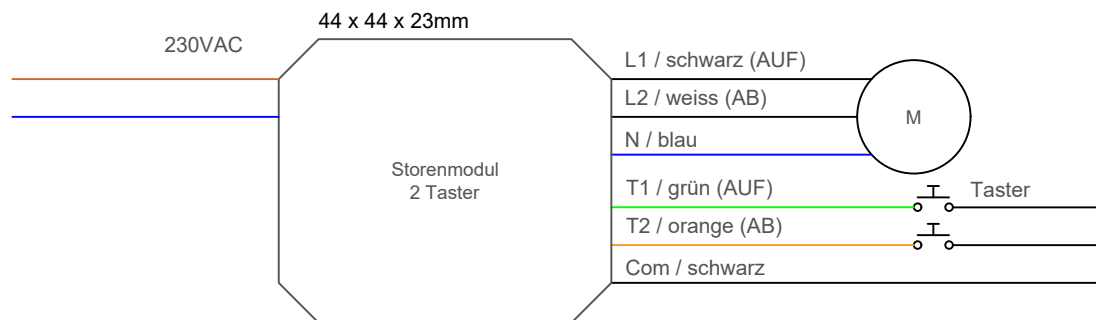 44 x 44 x 23mm
230VAC
L1 / schwarz (AUF)
L2 / weiss (AB)
M
N / blau
Storenmodul
2 Taster
T1 / grün (AUF)
Taster
T2 / orange (AB)
Com / schwarz